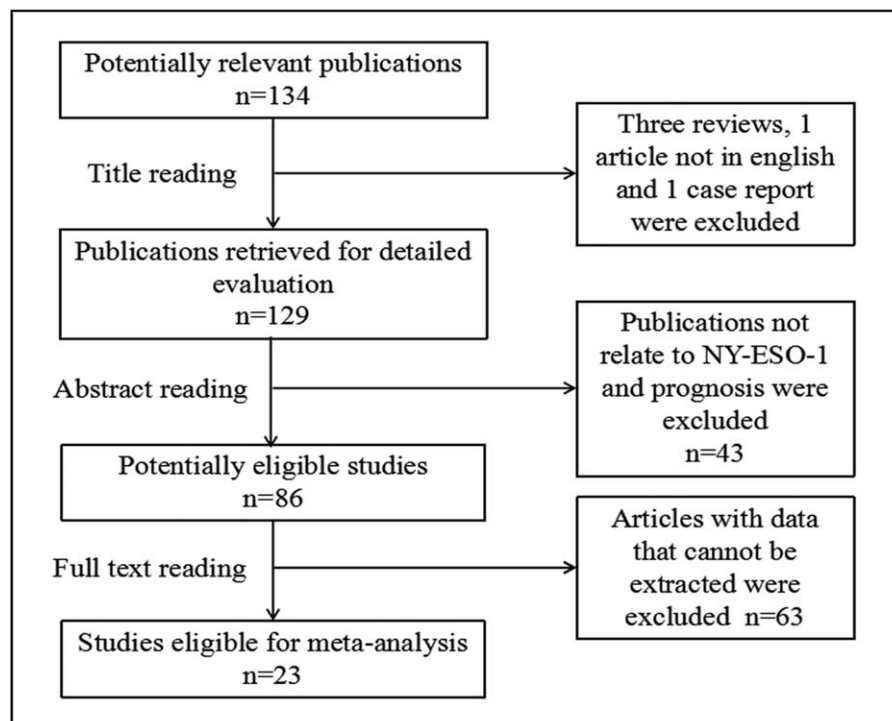 Potentially relevant publications
n=134
Title reading
Three reviews, 1
article not in english
and 1 case report
were excluded
Publications retrieved for detailed
evaluation
n=129
Abstract reading
Publications not
relate to NY-ESO-1
and prognosis were
excluded
n=43
Potentially eligible studies
n=86
Full text reading
Articles with data
that cannot be
extracted were
excluded n=63
Studies eligible for meta-analysis
n=23